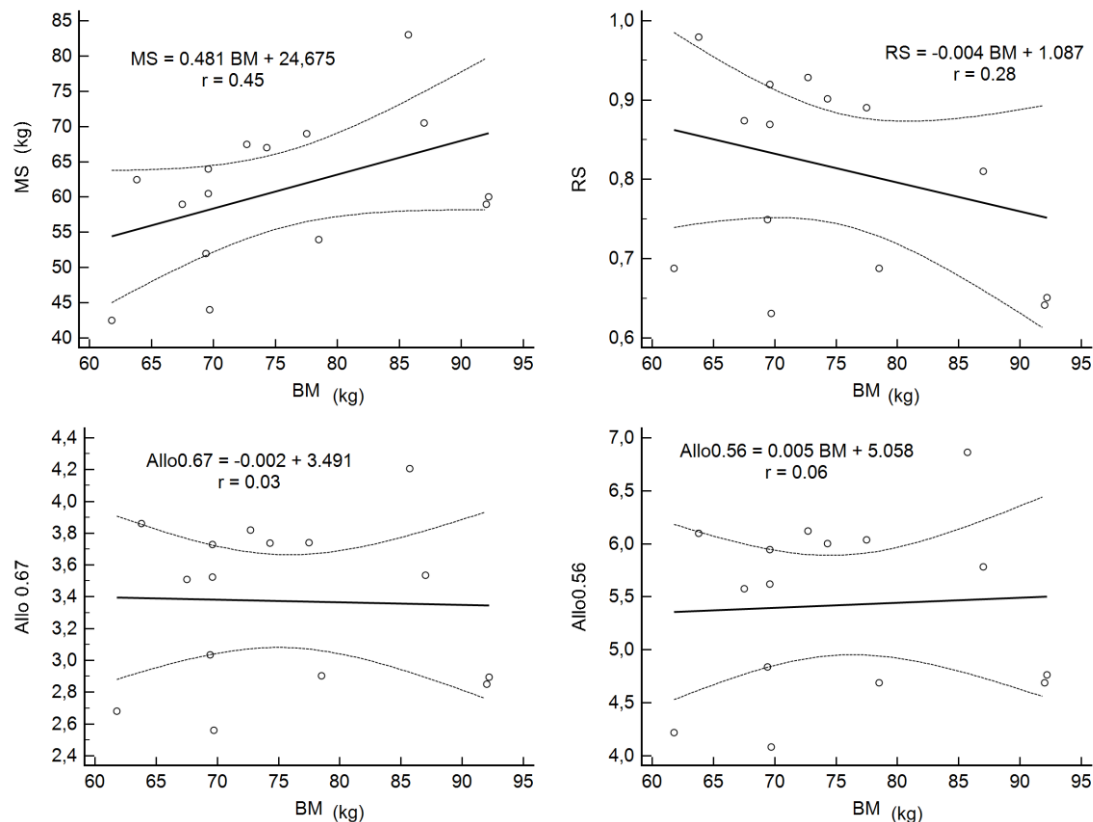 85
80
75
70
65
60
55
50
45
40
MS (kg)
MS = 0.481 BM + 24,675
r = 0.45
60 65 70 75 80 85 90 95
BM (kg)
1,0
0,9
0,8
0,7
0,6
RS
RS = -0.004 BM + 1.087
r = 0.28
60 65 70 75 80 85 90 95
BM (kg)
4,4
4,2
4,0
3,8
3,6
3,4
3,2
3,0
2,8
2,6
2,4
Allo 0.67
Allo0.67 = -0.002 + 3.491
r = 0.03
60 65 70 75 80 85 90 95
BM (kg)
7,0
6,5
6,0
5,5
5,0
4,5
4,0
Allo0.56
Allo0.56 = 0.005 BM + 5.058
r = 0.06
60 65 70 75 80 85 90 95
BM (kg)